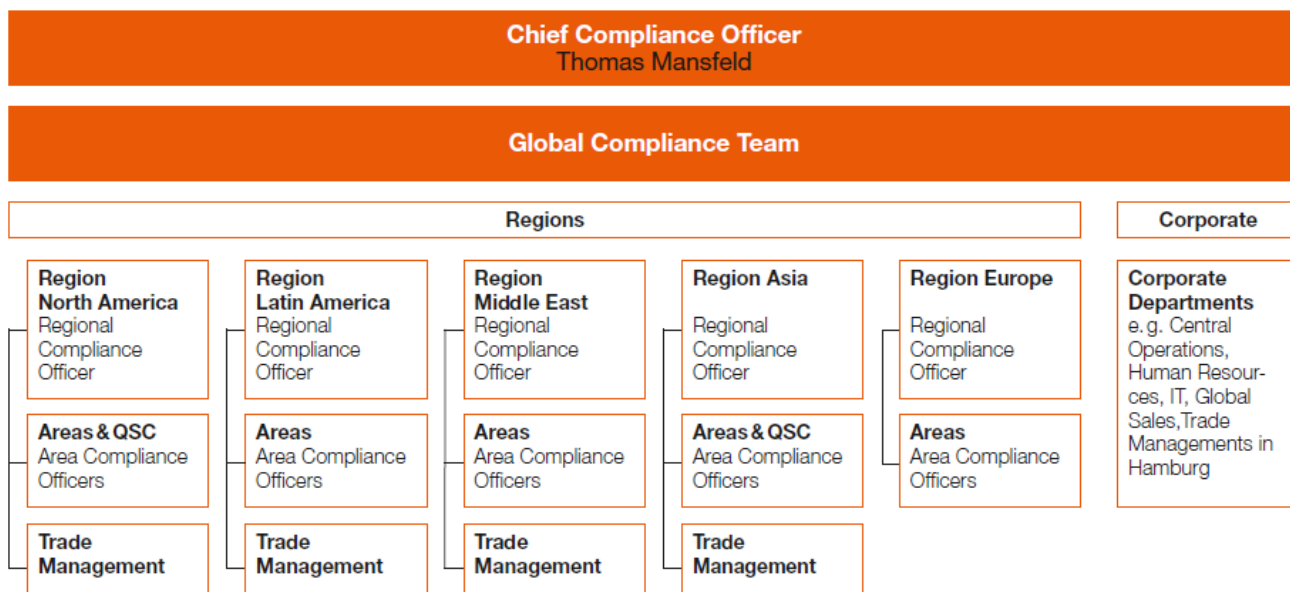 Chief Compliance Officer
Thomas Mansfeld
Global Compliance Team
Regions
Corporate
Region
North America
Regional
Compliance
Officer
Areas & QSC
Area Compliance
Officers
Trade
Management
Region
Latin America
Regional
Compliance
Officer
Areas
Area Compliance
Officers
Trade
Management
Region
Middle East
Regional
Compliance
Officer
Areas
Area Compliance
Officers
Trade
Management
Region Asia
Regional
Compliance
Officer
Areas & QSC
Area Compliance
Officers
Trade
Management
Region Europe
Regional
Compliance
Officer
Areas
Area Compliance
Officers
Corporate
Departments
e. g. Central
Operations,
Human Resour-
ces, IT, Global
Sales,Trade
Managements in
Hamburg